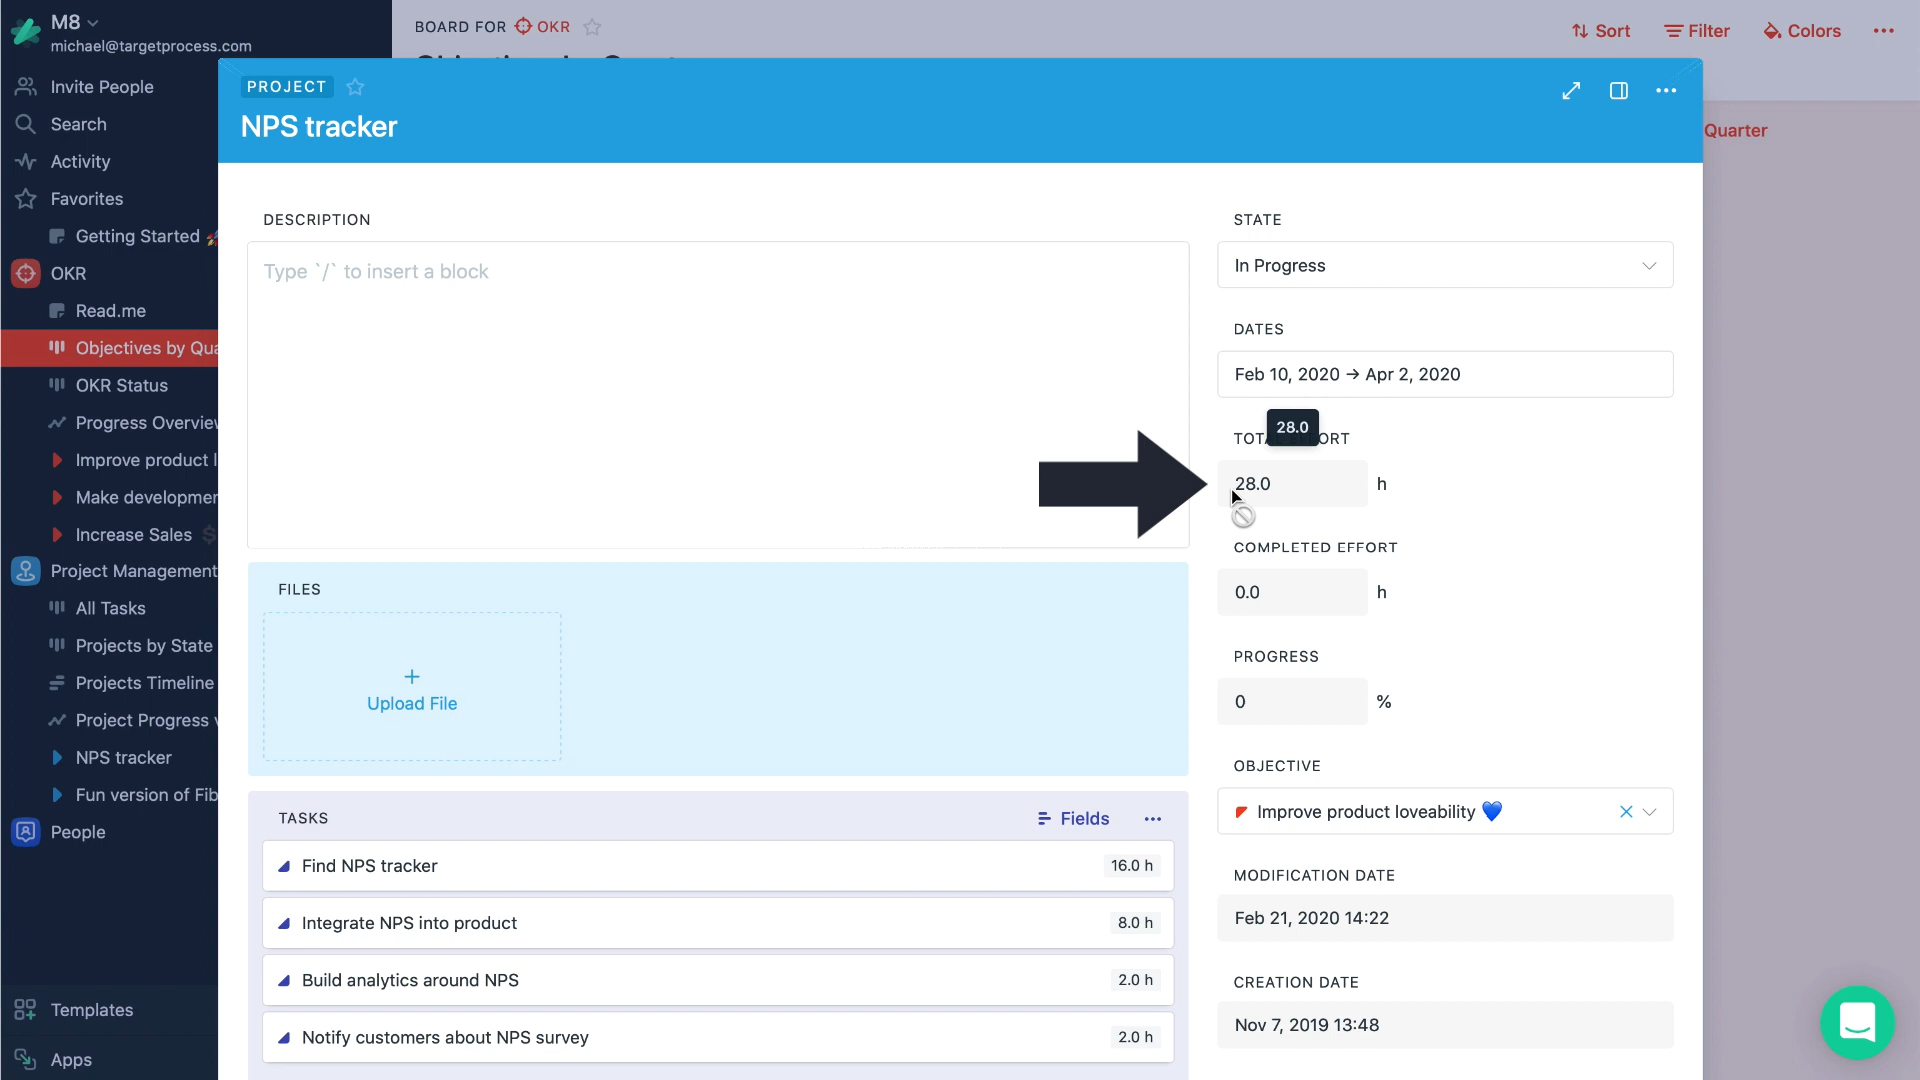 M8
michael@targetprocess.com
Invite People
Search
Activity
Favorites
Getting Started 🚀
OKR
Read.me
Objectives by Qua
OKR Status
Progress Overview
Improve product l
Make developmen
Increase Sales
Project Management
All Tasks
Projects by State
Projects Timeline
Project Progress v
NPS tracker
Fun version of Fib
People
Templates
Apps
BOARD FOR OKR
Sort
Filter
Colors
Quarter
PROJECT
NPS tracker
DESCRIPTION
Type `/` to insert a block
FILES
+
Upload File
TASKS
Fields
Find NPS tracker 16.0 h
Integrate NPS into product 8.0 h
Build analytics around NPS 2.0 h
Notify customers about NPS survey 2.0 h
STATE
In Progress
DATES
Feb 10, 2020 → Apr 2, 2020
28.0
28.0 h
COMPLETED EFFORT
0.0 h
PROGRESS
0 %
OBJECTIVE
Improve product loveability 💙
MODIFICATION DATE
Feb 21, 2020 14:22
CREATION DATE
Nov 7, 2019 13:48